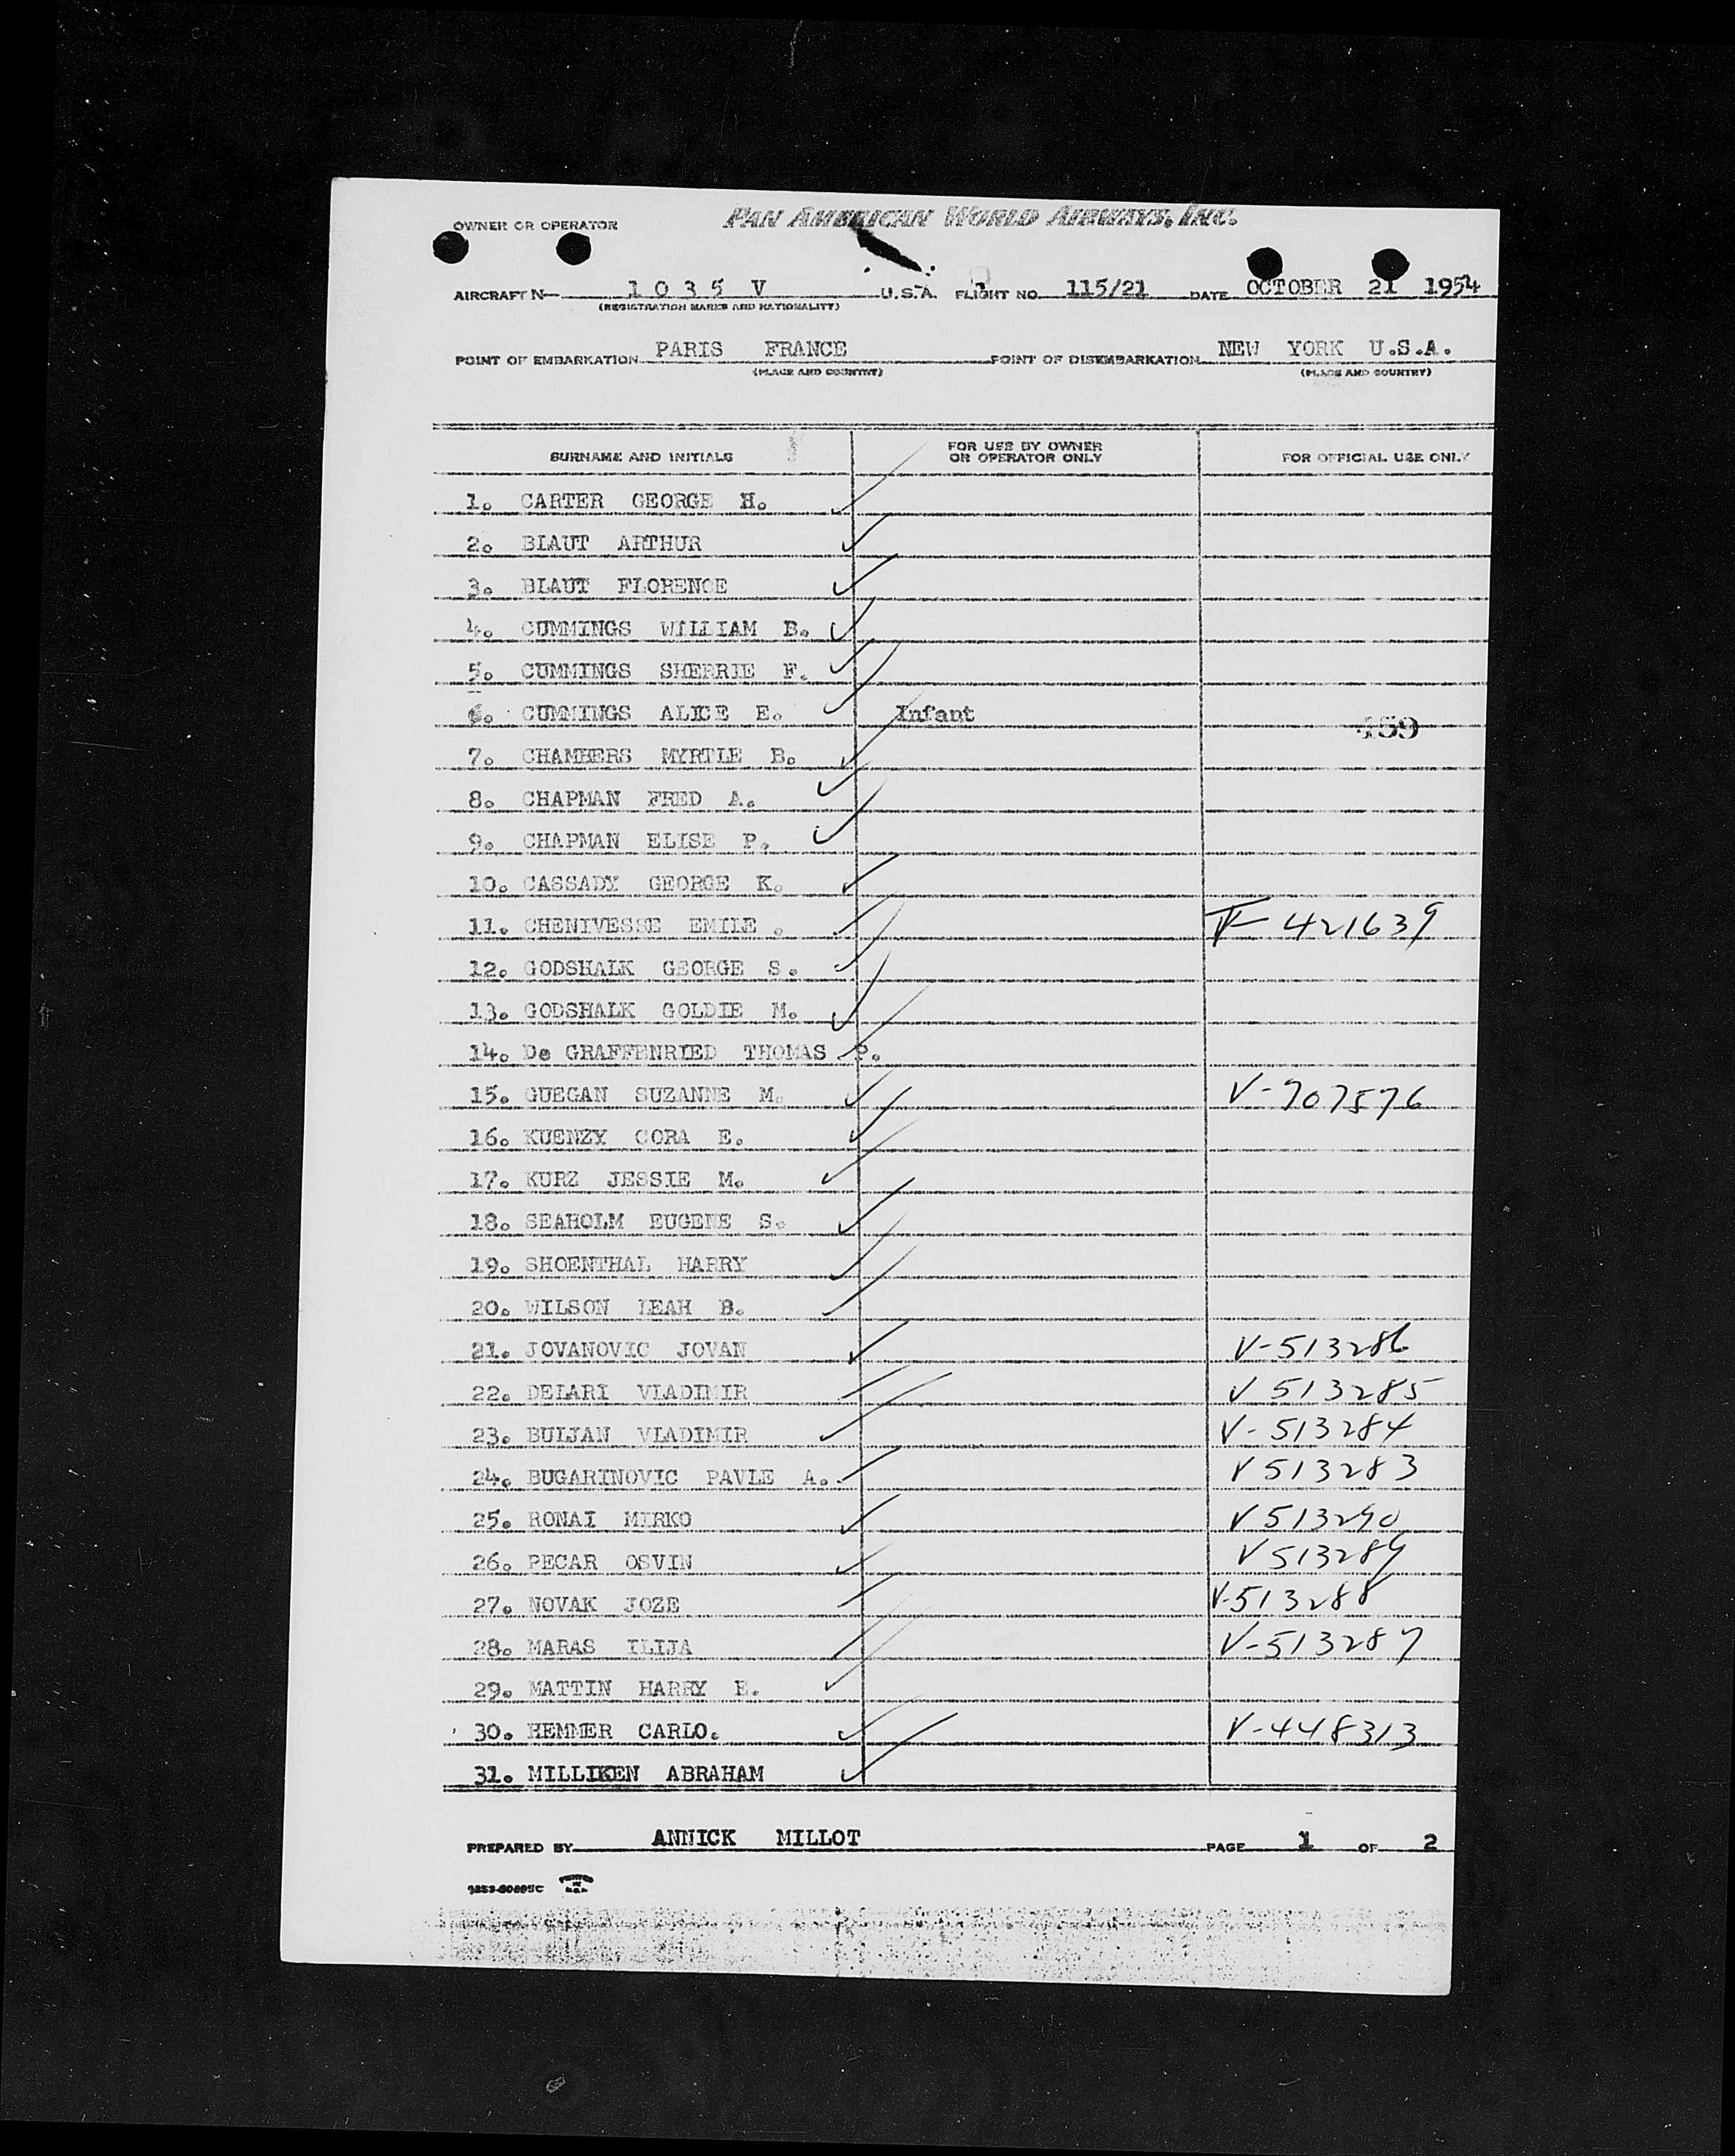 PAN AMERICAN WORLD AIRWAYS, INC.
OWNER OR OPERATOR
AIRCRAFT N- 1035 V U.S.A. FLIGHT NO. 115/21 DATE OCTOBER 21 1954
(REGISTRATION MARKS AND NATIONALITY)
POINT OF EMBARKATION PARIS FRANCE POINT OF DISEMBARKATION NEW YORK U.S.A.
(PLACE AND COUNTRY) (PLACE AND COUNTRY)
SURNAME AND INITIALS FOR USE BY OWNER OR OPERATOR ONLY FOR OFFICIAL USE ONLY
1. CARTER GEORGE H.
2. BLAUT ARTHUR
3. BLAUT FLORENCE
4. CUMMINGS WILLIAM B.
5. CUMMINGS SHERRIE F.
6. CUMMINGS ALICE E. Infant
459
7. CHAMBERS MYRTLE B.
8. CHAPMAN FRED A.
9. CHAPMAN ELISE P.
10. CASSADY GEORGE K.
11. CHENIVESSE EMILE . V- 421639
12. GODSHALK GEORGE S.
13. GODSHALK GOLDIE M.
14. De GRAFFENRIED THOMAS P.
15. GUEGAN SUZANNE M. V-707576
16. KUENZY CORA E.
17. KURZ JESSIE M.
18. SEAHOLM EUGENE S.
19. SHOENTHAL HARRY
20. WILSON LEAH B.
21. JOVANOVIC JOVAN V-513286
22. DELARI VLADIMIR V 513285
23. BULJAN VLADIMIR V- 513284
24. BUGARINOVIC PAVLE A. V 513283
25. RONAI MIRKO V 513290
26. PECAR OSVIN V 513289
27. NOVAK JOZE V-513288
28. MARAS ILIJA V-513287
29. MATTIN HARRY E.
30. HEMMER CARLO. V-448313
31. MILLIKEN ABRAHAM
PREPARED BY ANNICK MILLOT PAGE 1 OF 2
PRINTED IN U.S.A.